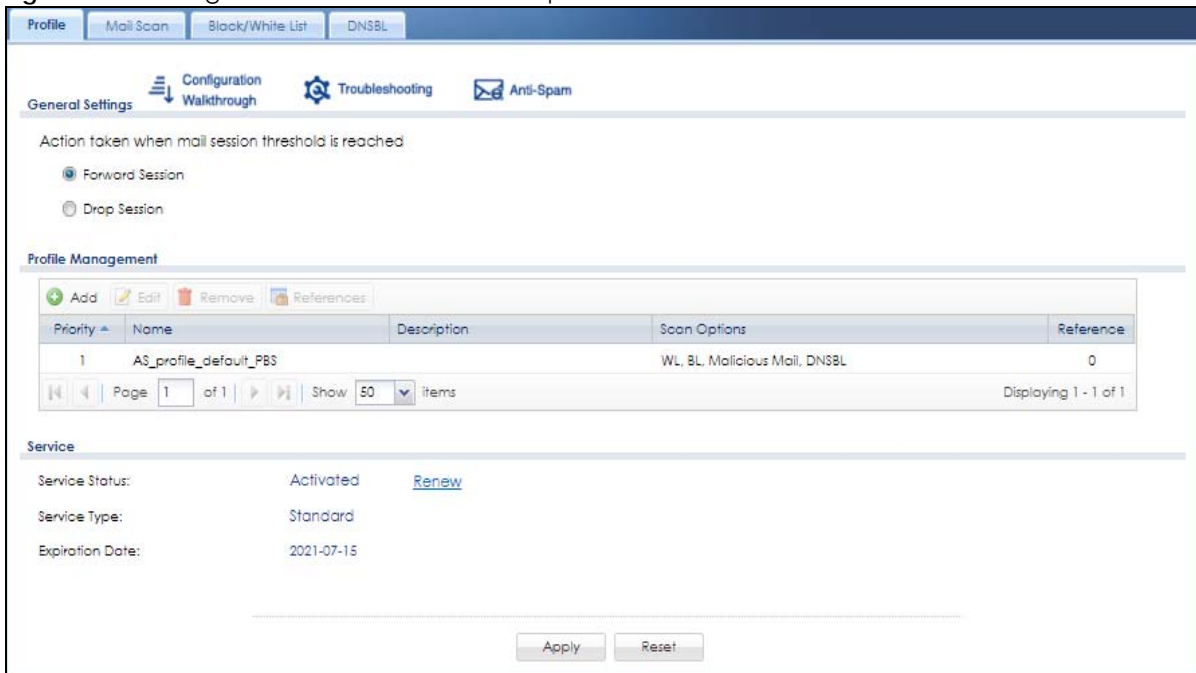 Profile Mail Scan Black/White List DNSBL
Configuration Walkthrough Troubleshooting Anti-Spam
General Settings
Action taken when mail session threshold is reached
Forward Session
Drop Session
Profile Management
Add Edit Remove References
Priority Name Description Scan Options Reference
1 AS_profile_default_PBS WL, BL, Malicious Mail, DNSBL 0
Page 1 of 1 Show 50 items Displaying 1 - 1 of 1
Service
Service Status: Activated Renew
Service Type: Standard
Expiration Date: 2021-07-15
Apply Reset